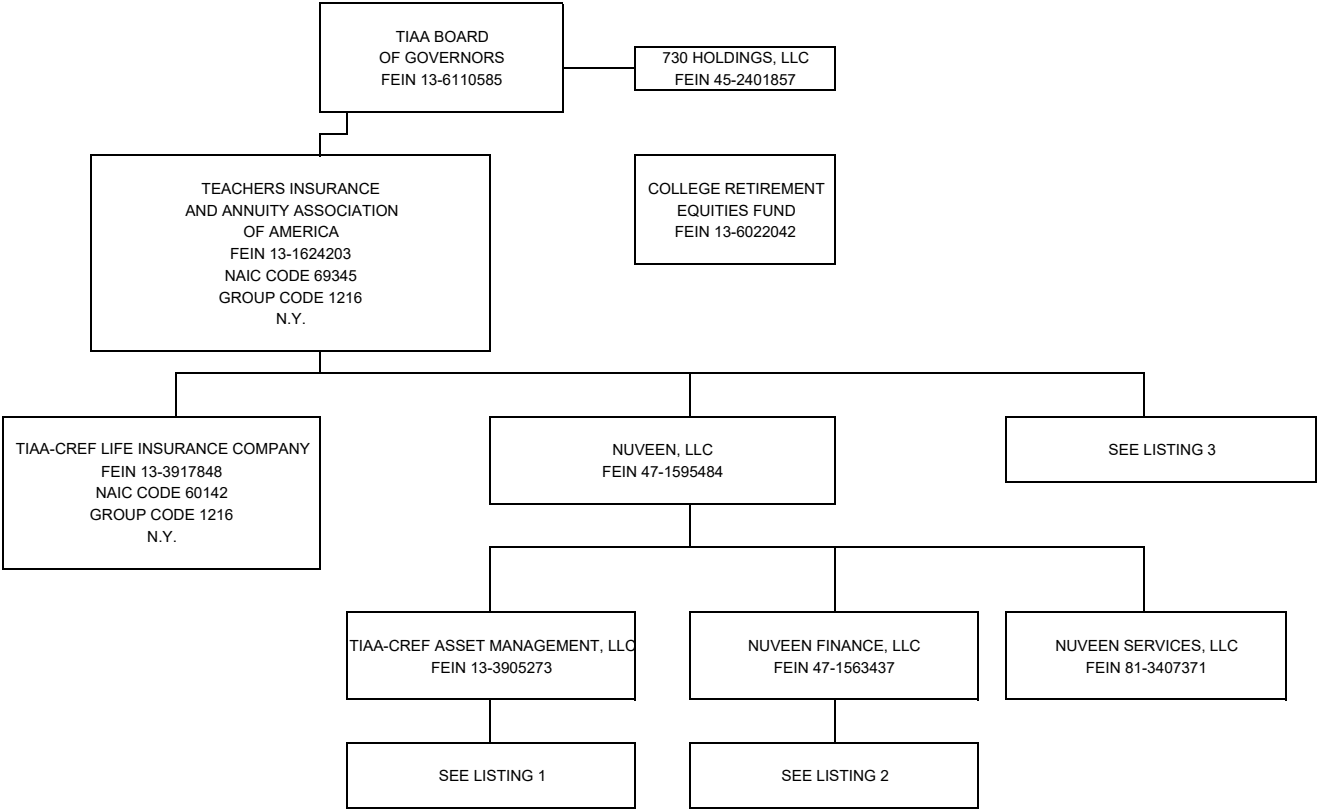 TIAA BOARD
OF GOVERNORS
FEIN 13-6110585
730 HOLDINGS, LLC
FEIN 45-2401857
TEACHERS INSURANCE
AND ANNUITY ASSOCIATION
OF AMERICA
FEIN 13-1624203
NAIC CODE 69345
GROUP CODE 1216
N.Y.
COLLEGE RETIREMENT
EQUITIES FUND
FEIN 13-6022042
TIAA-CREF LIFE INSURANCE COMPANY
FEIN 13-3917848
NAIC CODE 60142
GROUP CODE 1216
N.Y.
NUVEEN, LLC
FEIN 47-1595484
SEE LISTING 3
TIAA-CREF ASSET MANAGEMENT, LLC
FEIN 13-3905273
NUVEEN FINANCE, LLC
FEIN 47-1563437
NUVEEN SERVICES, LLC
FEIN 81-3407371
SEE LISTING 1
SEE LISTING 2